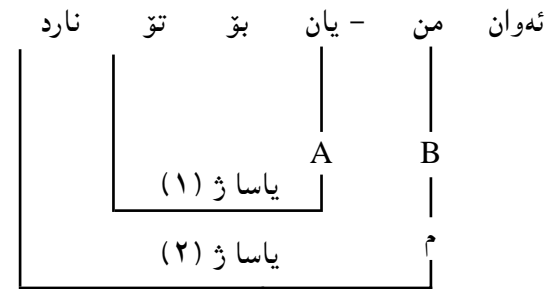 ئەوان من - یان بۆ تۆ نارد
B A
یاسا ژ (١)
م
یاسا ژ (٢)